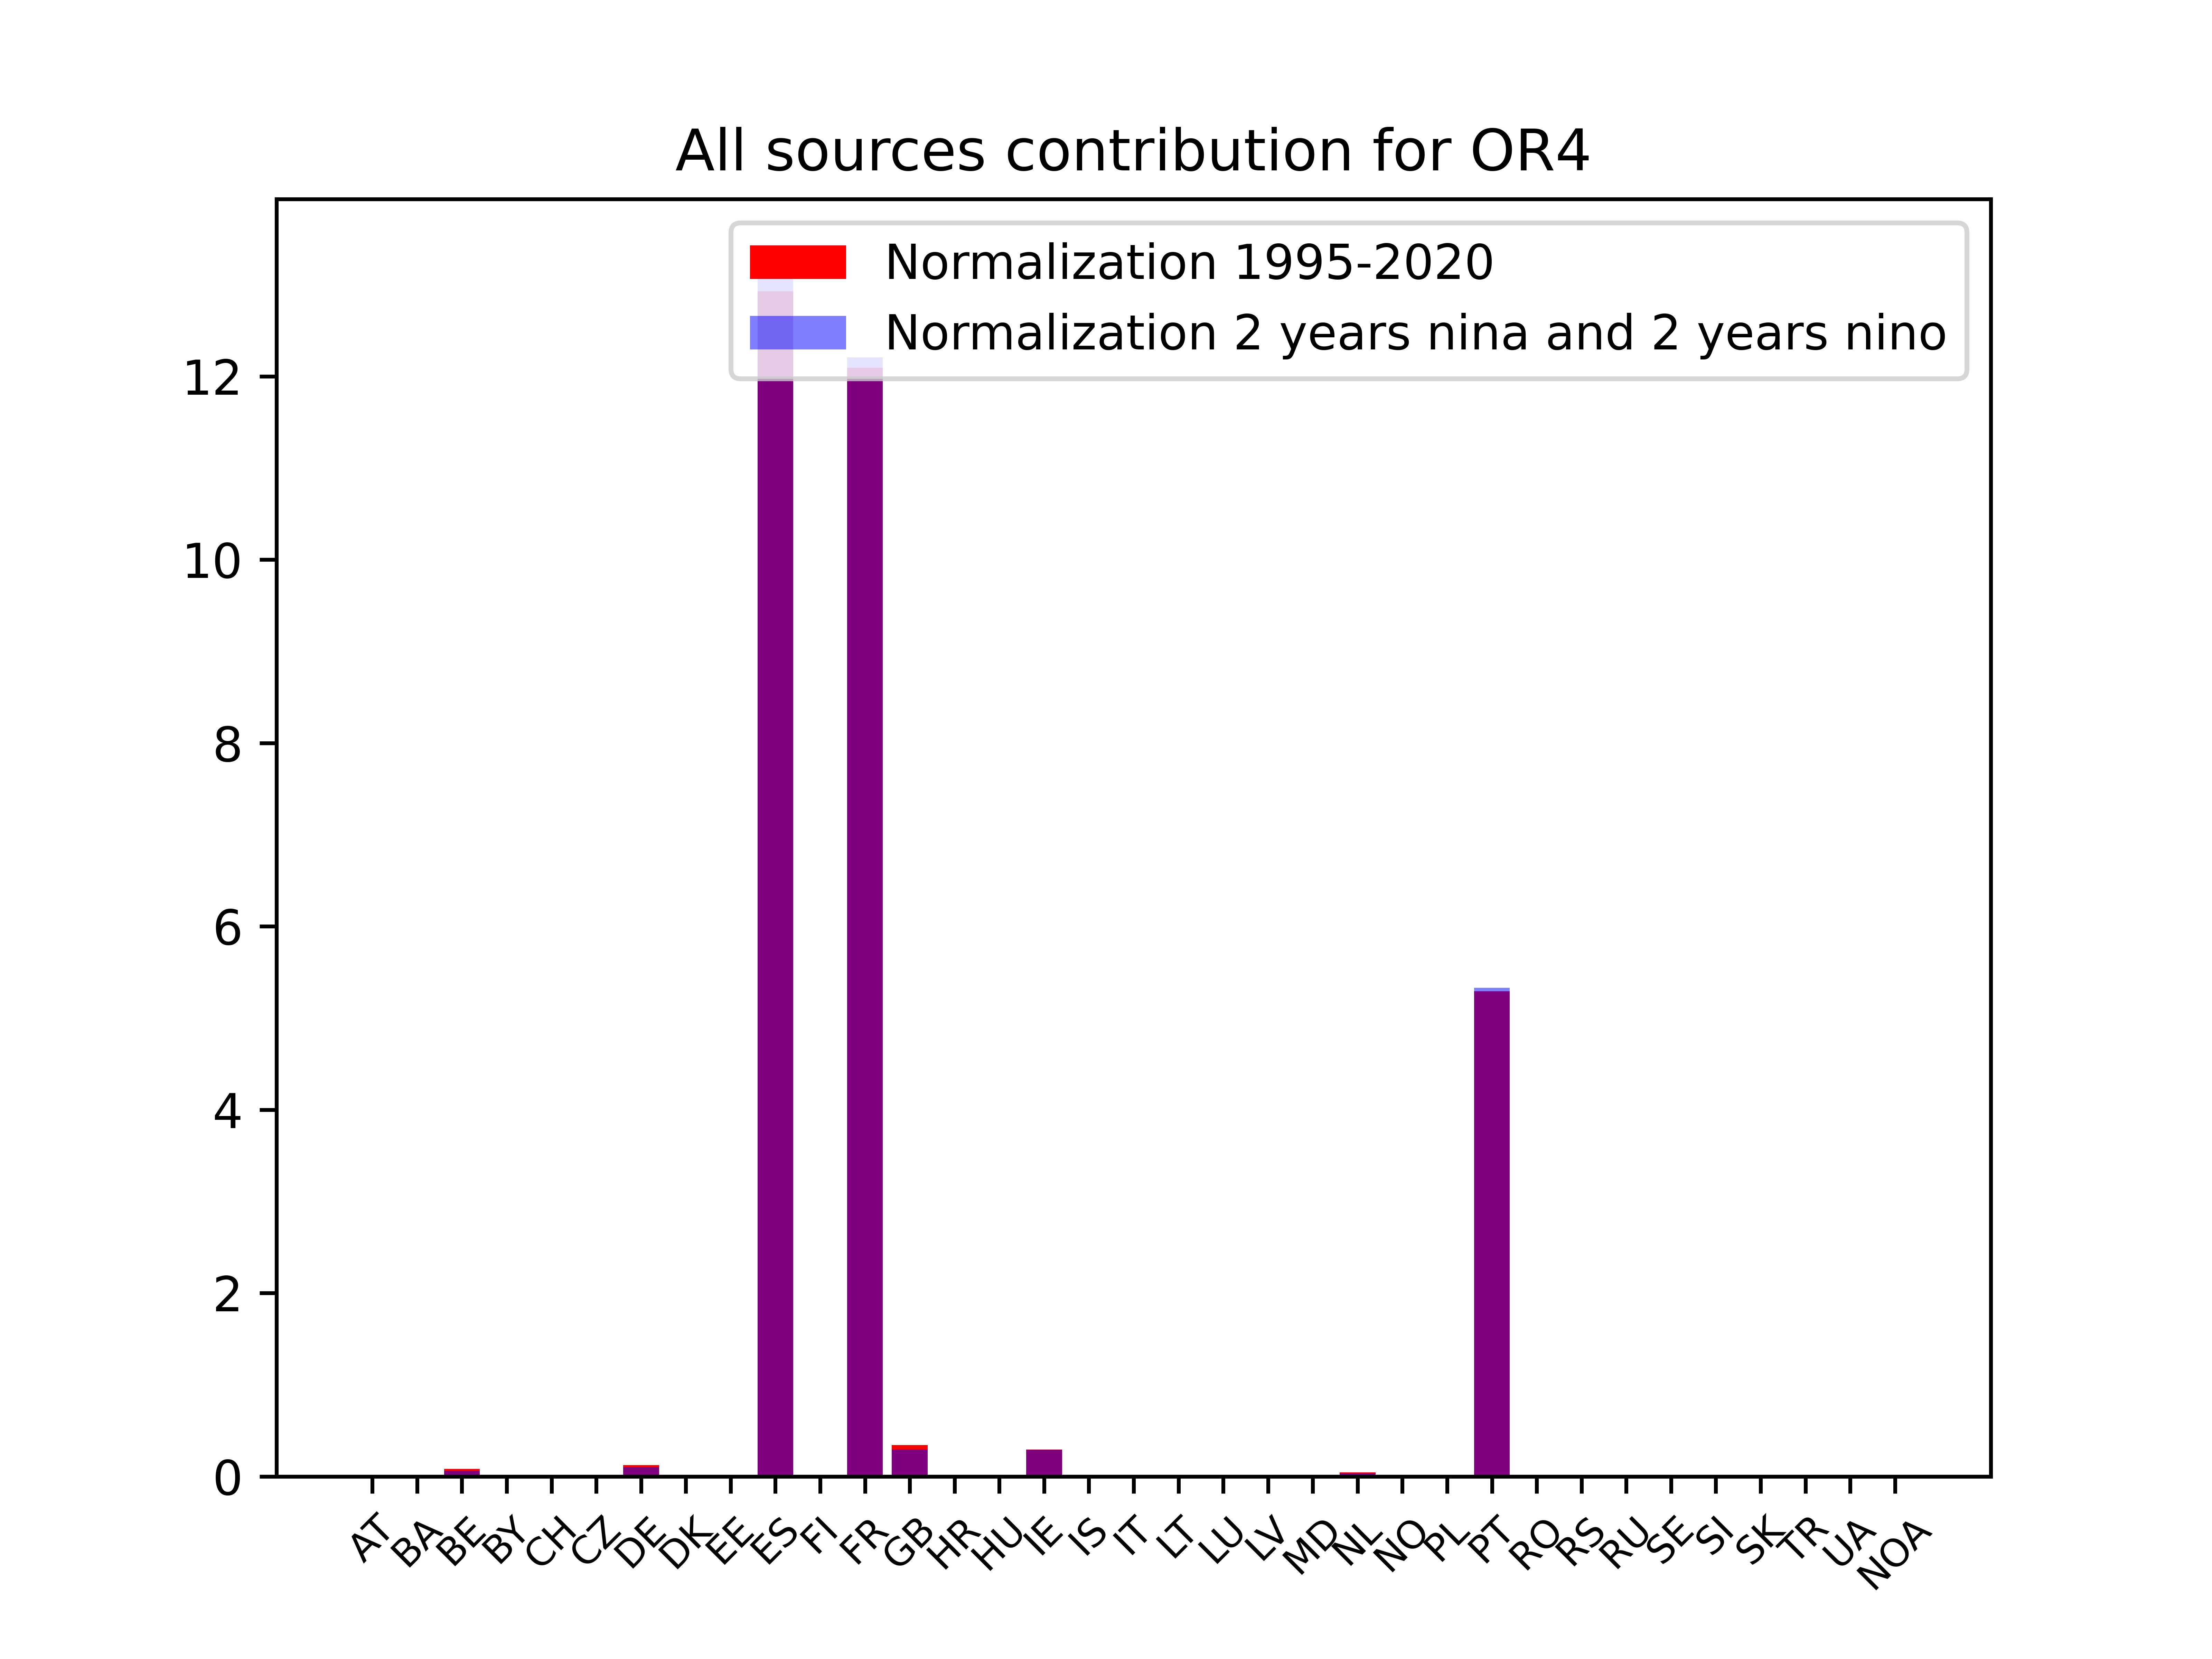 All sources contribution for OR4
Normalization 1995-2020
Normalization 2 years nina and 2 years nino
12
10
8
6
4
2
0
AT BA BE BY CH CZ DE DK EE ES FI FR GB HR HU IE IS IT LT LU LV MD NL NO PL PT RO RS RU SE SI SK TR UA NOA